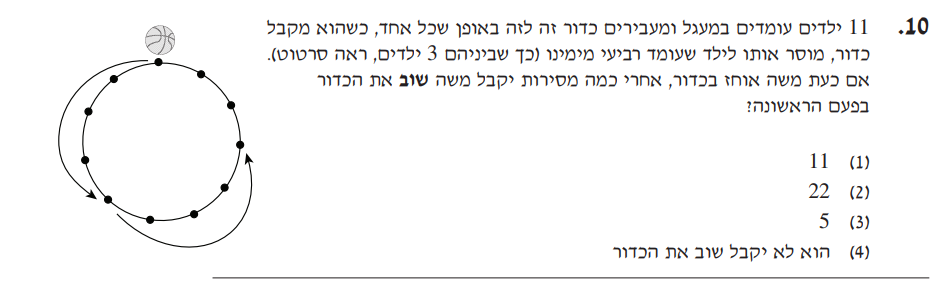 10. 11 ילדים עומדים במעגל ומעבירים כדור זה לזה באופן שכל אחד, כשהוא מקבל
כדור, מוסר אותו לילד שעומד רביעי מימינו (כך שביניהם 3 ילדים, ראה סרטוט).
אם כעת משה אוחז בכדור, אחרי כמה מסירות יקבל משה שוב את הכדור
בפעם הראשונה?
(1) 11
(2) 22
(3) 5
(4) הוא לא יקבל שוב את הכדור